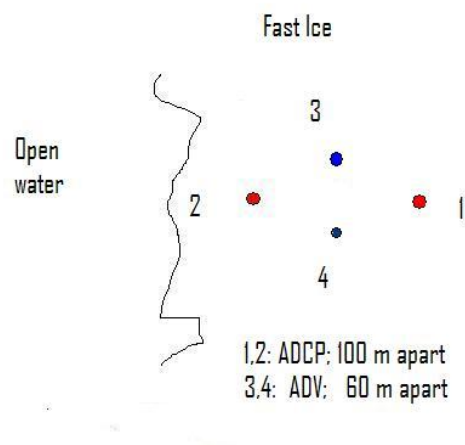 Fast Ice
3
Open
water
2
1
4
1,2: ADCP; 100 m apart
3,4: ADV; 60 m apart